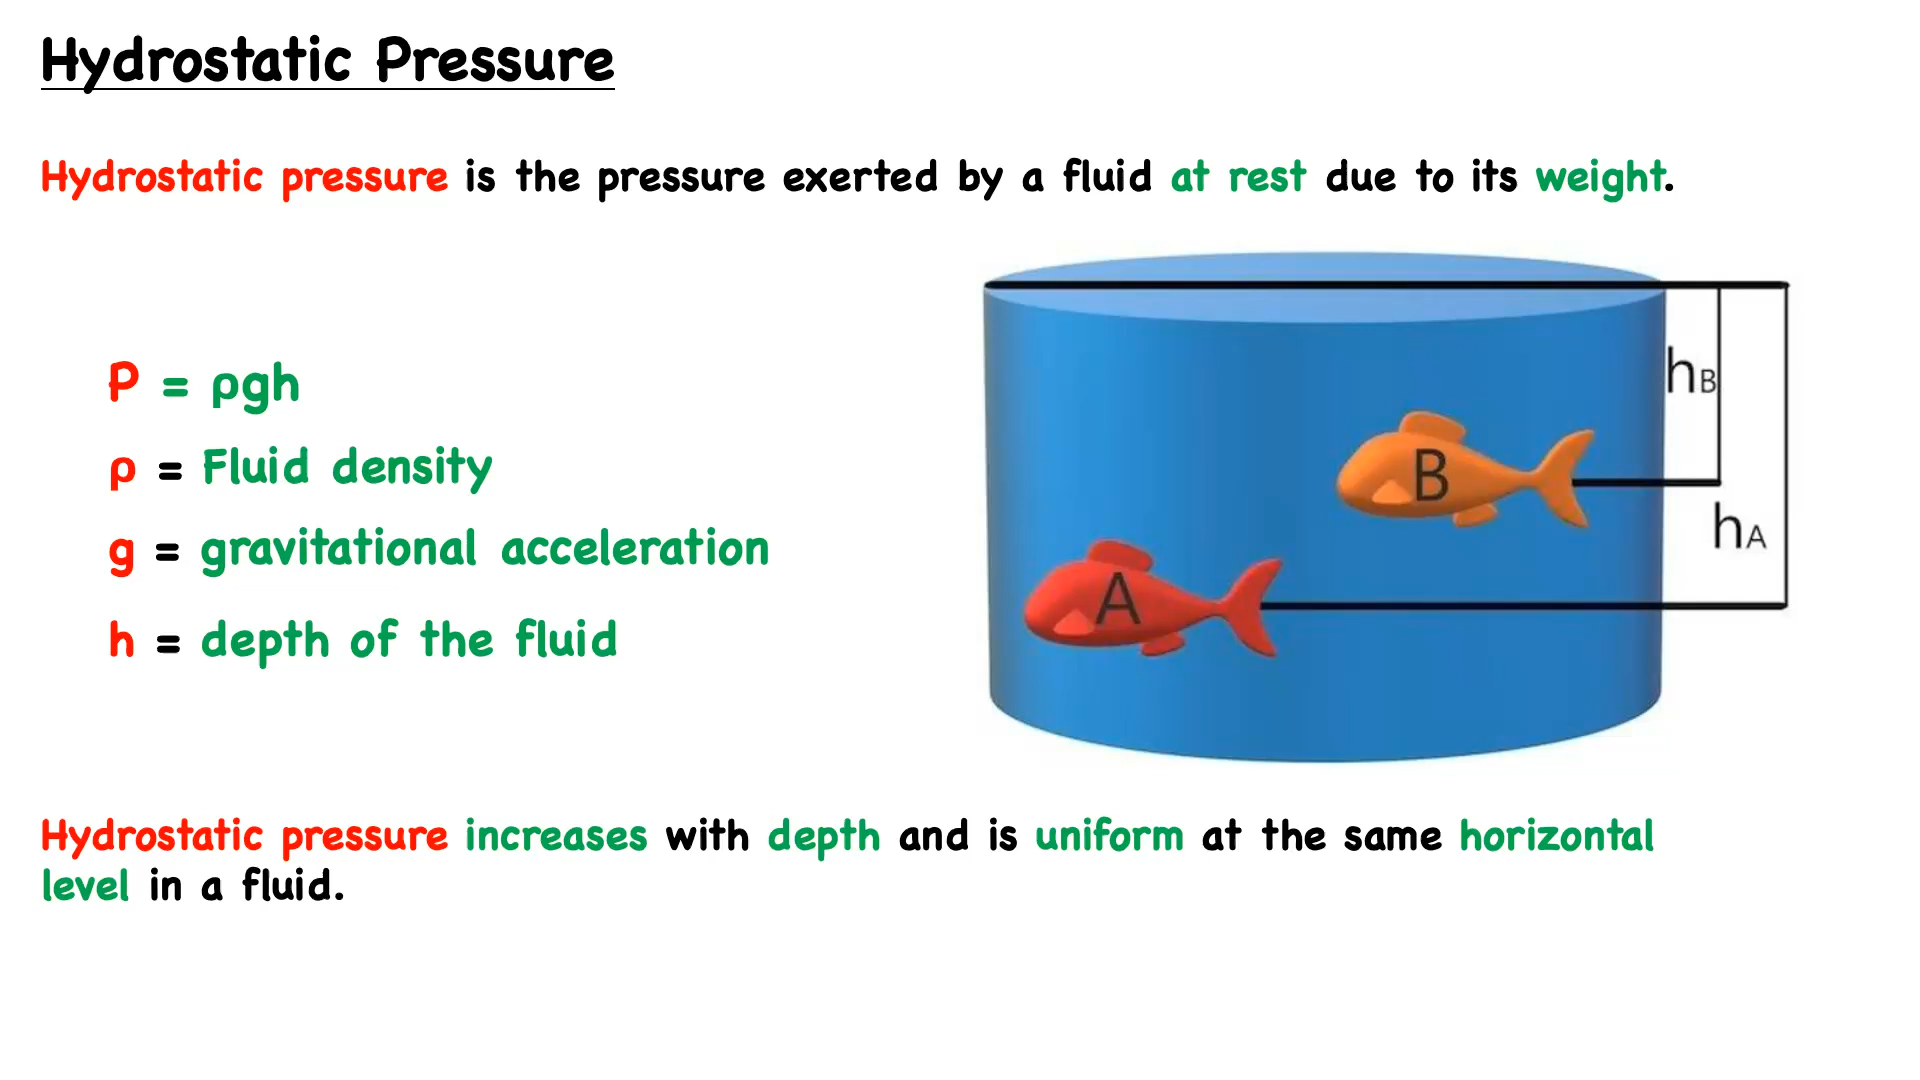 Hydrostatic Pressure
Hydrostatic pressure is the pressure exerted by a fluid at rest due to its weight.
P = ρgh
ρ = Fluid density
g = gravitational acceleration
h = depth of the fluid
hB
B
hA
A
Hydrostatic pressure increases with depth and is uniform at the same horizontal
level in a fluid.